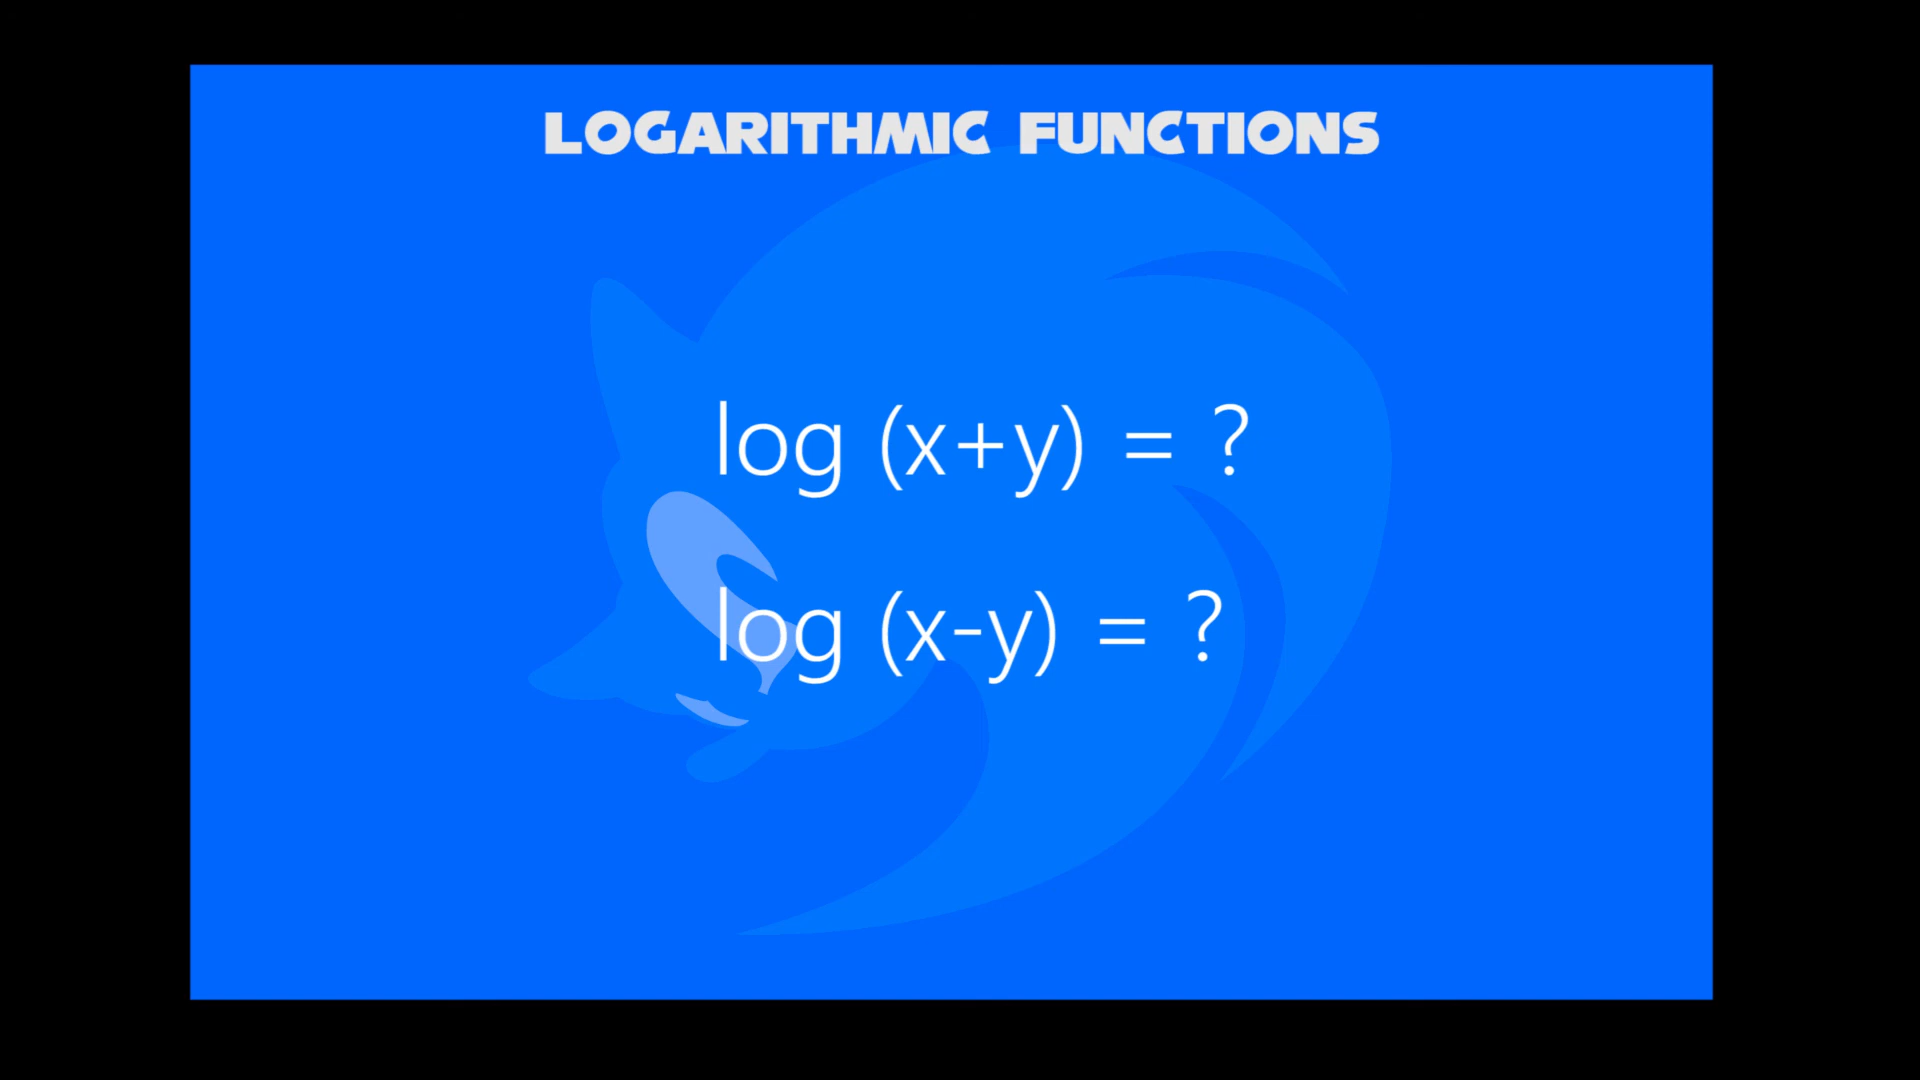 LOGARITHMIC FUNCTIONS
log (x+y) = ?
log (x-y) = ?